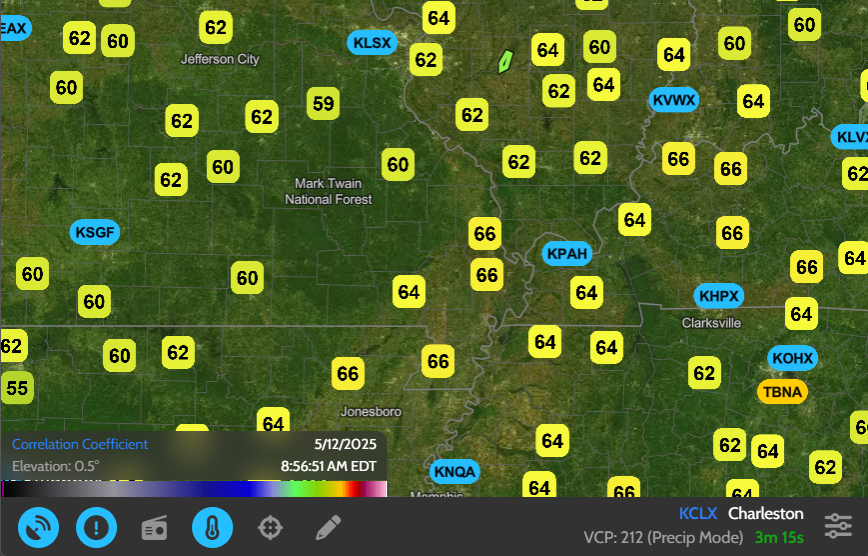 64
62
60
EAX
62
60
KLSX
62
64
60
64
60
KVWX
64
62
64
Jefferson City
60
59
62
62
62
KLVX
60
62
62
66
66
62
62
60
Mark Twain
National Forest
KSGF
66
64
66
KPAH
64
60
60
66
66
60
64
64
KHPX
64
Clarksville
62
60
62
64
64
KOHX
55
66
66
62
TBNA
Jonesboro
64
64
62
64
62
KNQA
Memphis
64
66
64
Correlation Coefficient
5/12/2025
Elevation: 0.5°
8:56:51 AM EDT
KCLX Charleston
VCP: 212 (Precip Mode) 3m 15s